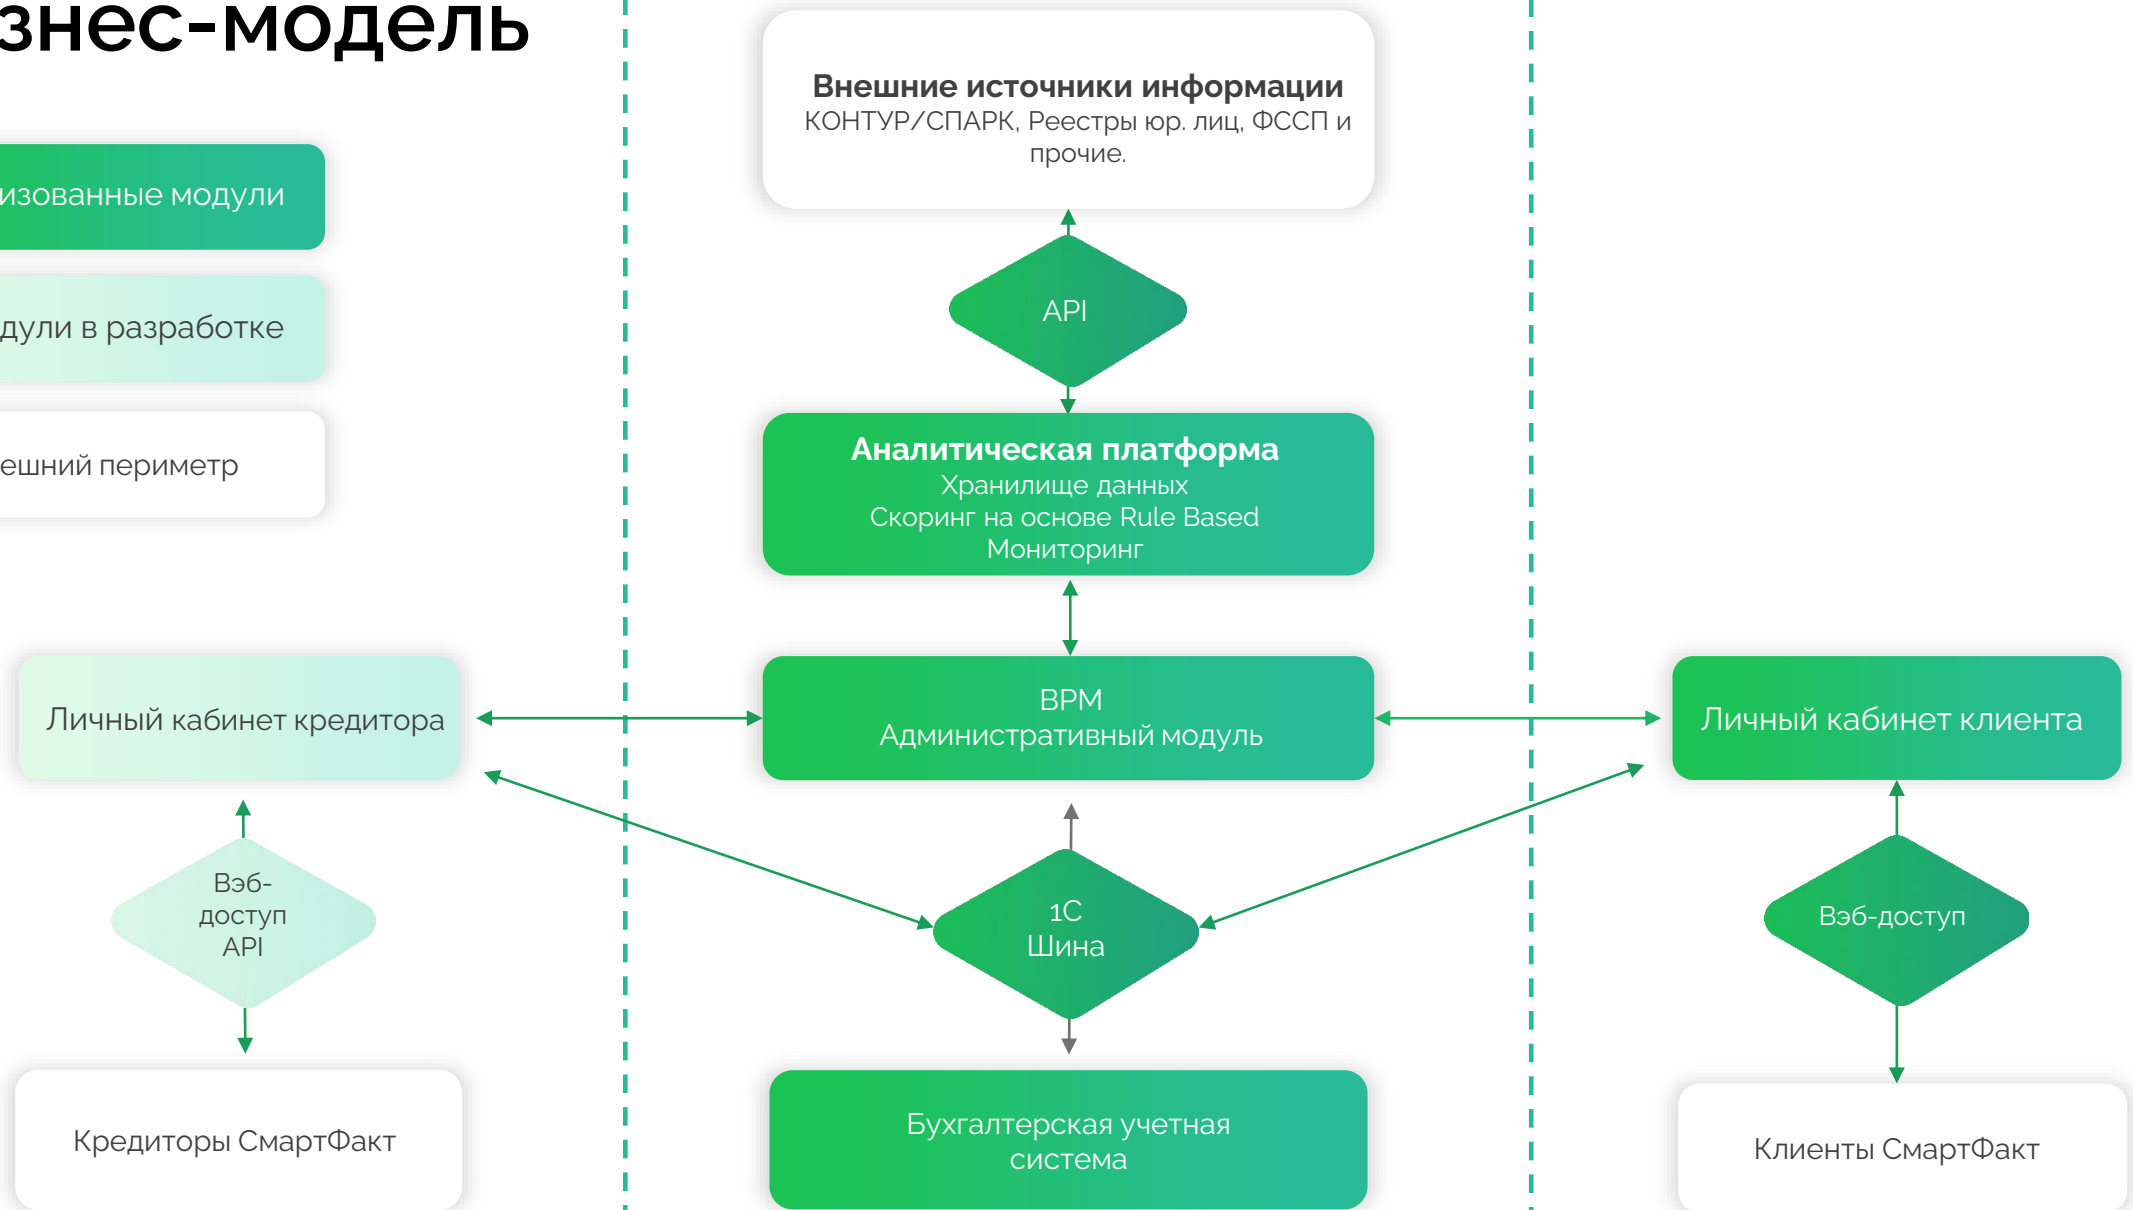 знес-модель
изованные модули
дули в разработке
ешний периметр
Внешние источники информации
КОНТУР/СПАРК, Реестры юр. лиц, ФССП и
прочие.
API
Аналитическая платформа
Хранилище данных
Скоринг на основе Rule Based
Мониторинг
Личный кабинет кредитора
BPM
Административный модуль
Личный кабинет клиента
Вэб-
доступ
API
1С
Шина
Вэб-доступ
Кредиторы СмартФакт
Бухгалтерская учетная
система
Клиенты СмартФакт